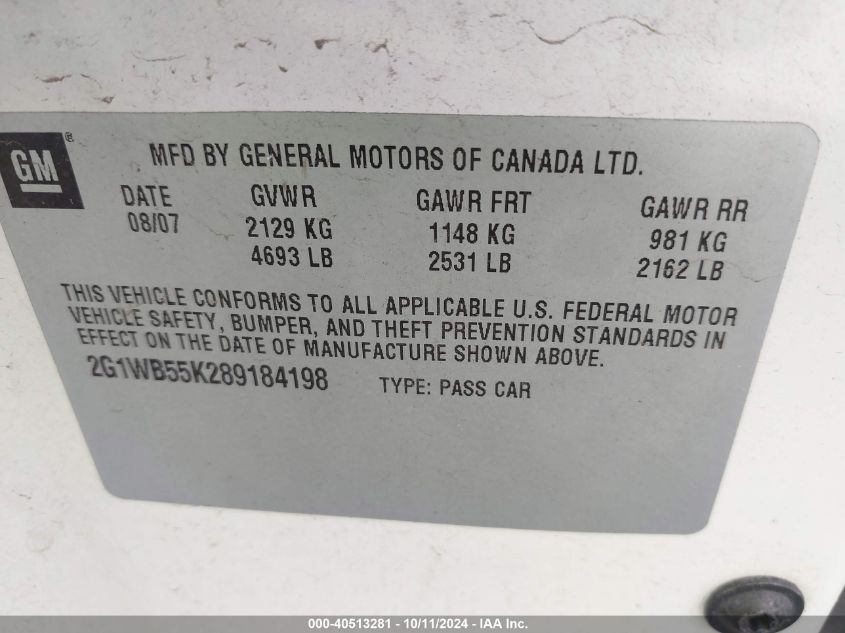 GM®
MFD BY GENERAL MOTORS OF CANADA LTD.
DATE GVWR GAWR FRT GAWR RR
08/07 2129 KG 1148 KG 981 KG
4693 LB 2531 LB 2162 LB
THIS VEHICLE CONFORMS TO ALL APPLICABLE U.S. FEDERAL MOTOR
VEHICLE SAFETY, BUMPER, AND THEFT PREVENTION STANDARDS IN
EFFECT ON THE DATE OF MANUFACTURE SHOWN ABOVE.
2G1WB55K289184198 TYPE: PASS CAR
000-40513281 - 10/11/2024 - IAA Inc.